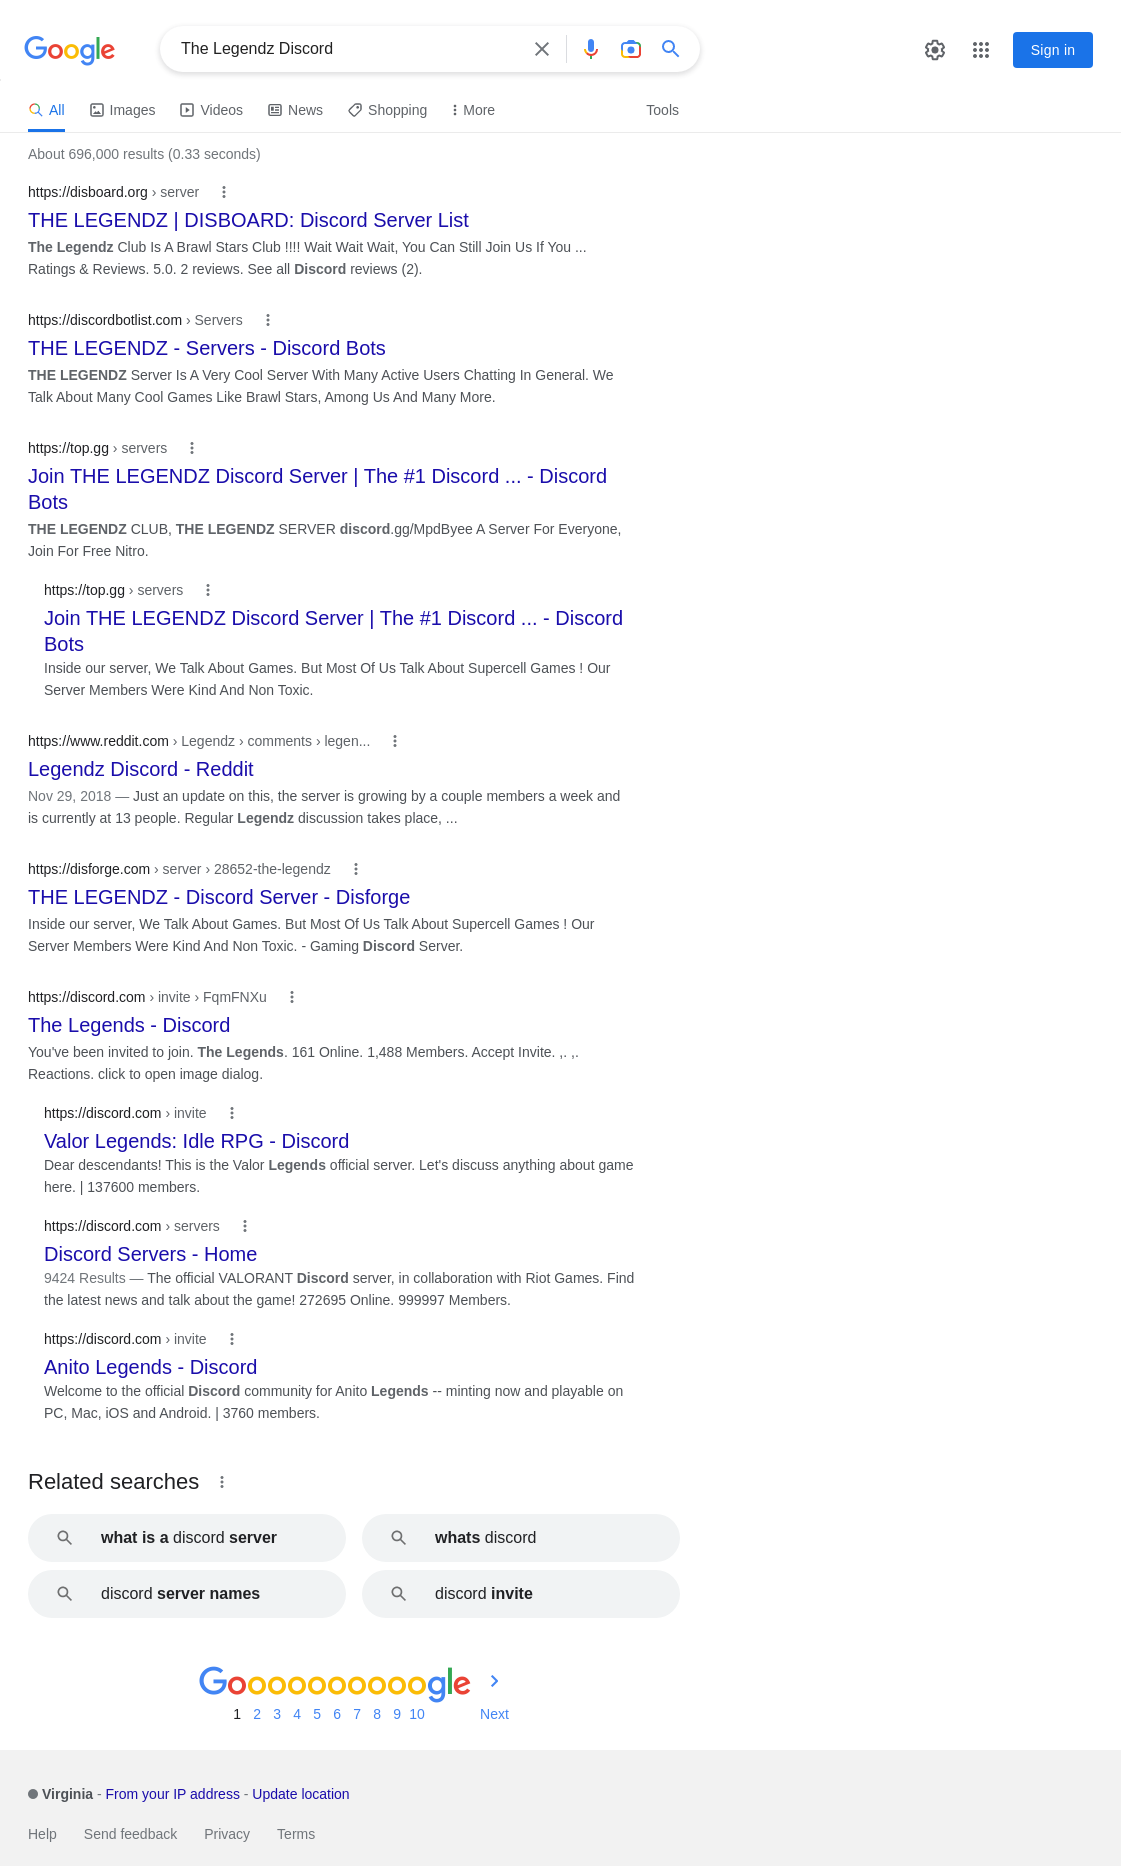 Google
The Legendz Discord
Sign in
All Images Videos News Shopping More Tools
About 696,000 results (0.33 seconds)
https://disboard.org › server
THE LEGENDZ | DISBOARD: Discord Server List
The Legendz Club Is A Brawl Stars Club !!!! Wait Wait Wait, You Can Still Join Us If You ...
Ratings & Reviews. 5.0. 2 reviews. See all Discord reviews (2).
https://discordbotlist.com › Servers
THE LEGENDZ - Servers - Discord Bots
THE LEGENDZ Server Is A Very Cool Server With Many Active Users Chatting In General. We
Talk About Many Cool Games Like Brawl Stars, Among Us And Many More.
https://top.gg › servers
Join THE LEGENDZ Discord Server | The #1 Discord ... - Discord
Bots
THE LEGENDZ CLUB, THE LEGENDZ SERVER discord.gg/MpdByee A Server For Everyone,
Join For Free Nitro.
https://top.gg › servers
Join THE LEGENDZ Discord Server | The #1 Discord ... - Discord
Bots
Inside our server, We Talk About Games. But Most Of Us Talk About Supercell Games ! Our
Server Members Were Kind And Non Toxic.
https://www.reddit.com › Legendz › comments › legen...
Legendz Discord - Reddit
Nov 29, 2018 — Just an update on this, the server is growing by a couple members a week and
is currently at 13 people. Regular Legendz discussion takes place, ...
https://disforge.com › server › 28652-the-legendz
THE LEGENDZ - Discord Server - Disforge
Inside our server, We Talk About Games. But Most Of Us Talk About Supercell Games ! Our
Server Members Were Kind And Non Toxic. - Gaming Discord Server.
https://discord.com › invite › FqmFNXu
The Legends - Discord
You've been invited to join. The Legends. 161 Online. 1,488 Members. Accept Invite. ,. ,.
Reactions. click to open image dialog.
https://discord.com › invite
Valor Legends: Idle RPG - Discord
Dear descendants! This is the Valor Legends official server. Let's discuss anything about game
here. | 137600 members.
https://discord.com › servers
Discord Servers - Home
9424 Results — The official VALORANT Discord server, in collaboration with Riot Games. Find
the latest news and talk about the game! 272695 Online. 999997 Members.
https://discord.com › invite
Anito Legends - Discord
Welcome to the official Discord community for Anito Legends -- minting now and playable on
PC, Mac, iOS and Android. | 3760 members.
Related searches
what is a discord server
whats discord
discord server names
discord invite
Goooooooooogle
1 2 3 4 5 6 7 8 9 10 Next
Virginia - From your IP address - Update location
Help Send feedback Privacy Terms